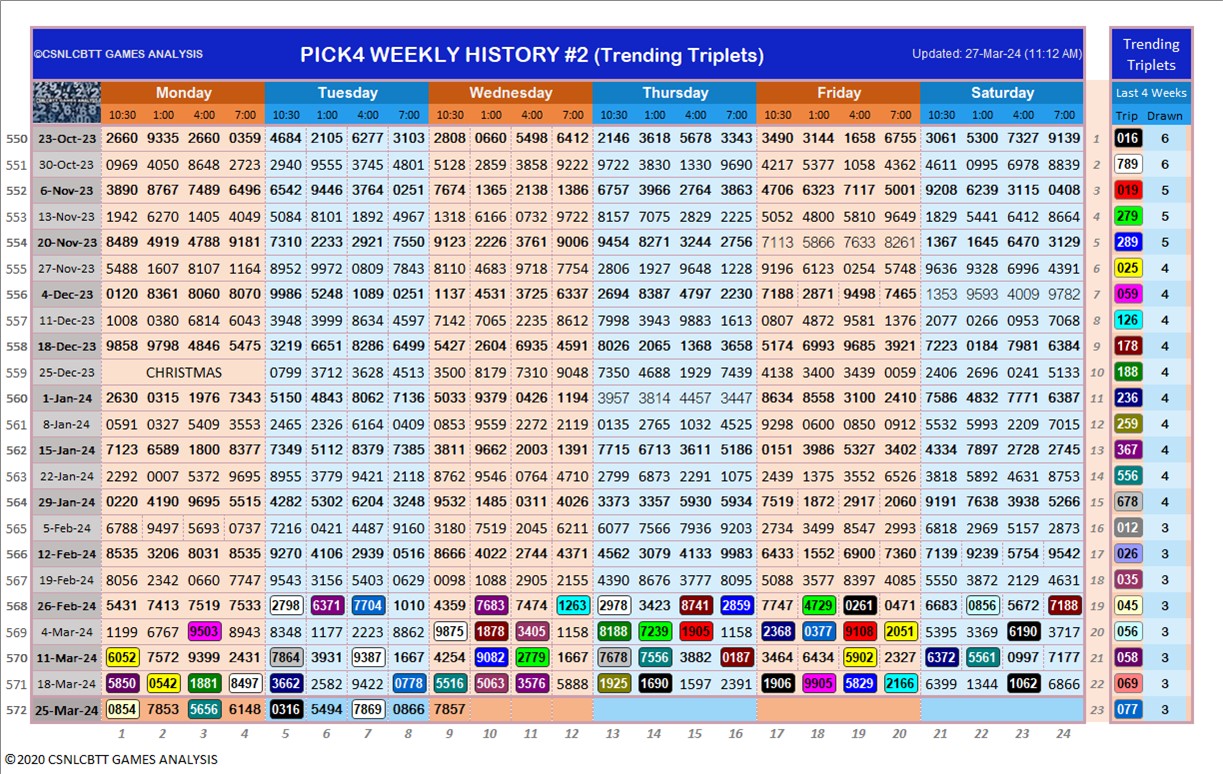 ©CSNLCBTT GAMES ANALYSIS PICK4 WEEKLY HISTORY #2 (Trending Triplets) Updated: 27-Mar-24 (11:12 AM)
Trending
Triplets
Monday Tuesday Wednesday Thursday Friday Saturday Last 4 Weeks
10:30 1:00 4:00 7:00 10:30 1:00 4:00 7:00 10:30 1:00 4:00 7:00 10:30 1:00 4:00 7:00 10:30 1:00 4:00 7:00 10:30 1:00 4:00 7:00 Trip Drawn
550 23-Oct-23 2660 9335 2660 0359 4684 2105 6277 3103 2808 0660 5498 6412 2146 3618 5678 3343 3490 3144 1658 6755 3061 5300 7327 9139 1 016 6
551 30-Oct-23 0969 4050 8648 2723 2940 9555 3745 4801 5128 2859 3858 9222 9722 3830 1330 9690 4217 5377 1058 4362 4611 0995 6978 8839 2 789 6
552 6-Nov-23 3890 8767 7489 6496 6542 9446 3764 0251 7674 1365 2138 1386 6757 3966 2764 3863 4706 6323 7117 5001 9208 6239 3115 0408 3 019 5
553 13-Nov-23 1942 6270 1405 4049 5084 8101 1892 4967 1318 6166 0732 9722 8157 7075 2829 2225 5052 4800 5810 9649 1829 5441 6412 8664 4 279 5
554 20-Nov-23 8489 4919 4788 9181 7310 2233 2921 7550 9123 2226 3761 9006 9454 8271 3244 2756 7113 5866 7633 8261 1367 1645 6470 3129 5 289 5
555 27-Nov-23 5488 1607 8107 1164 8952 9972 0809 7843 8110 4683 9718 7754 2806 1927 9648 1228 9196 6123 0254 5748 9636 9328 6996 4391 6 025 4
556 4-Dec-23 0120 8361 8060 8070 9986 5248 1089 0251 1137 4531 3725 6337 2694 8387 4797 2230 7188 2871 9498 7465 1353 9593 4009 9782 7 059 4
557 11-Dec-23 1008 0380 6814 6043 3948 3999 8634 4597 7142 7065 2235 8612 7998 3943 9883 1613 0807 4872 9581 1376 2077 0266 0953 7068 8 126 4
558 18-Dec-23 9858 9798 4846 5475 3219 6651 8286 6499 5427 2604 6935 4591 8026 2065 1368 3658 5174 6993 9685 3921 7223 0184 7981 6384 9 178 4
559 25-Dec-23 CHRISTMAS 0799 3712 3628 4513 3500 8179 7310 9048 7350 4688 1929 7439 4138 3400 3439 0059 2406 2696 0241 5133 10 188 4
560 1-Jan-24 2630 0315 1976 7343 5150 4843 8062 7136 5033 9379 0426 1194 3957 3814 4457 3447 8634 8558 3100 2410 7586 4832 7771 6387 11 236 4
561 8-Jan-24 0591 0327 5409 3553 2465 2326 6164 0409 0853 9559 2272 2119 0135 2765 1032 4525 9298 0600 0850 0912 5532 5993 2209 7015 12 259 4
562 15-Jan-24 7123 6589 1800 8377 7349 5112 8379 7383 3811 9662 2003 1391 7715 6713 3611 5186 0151 3986 5327 3402 4334 7897 2728 2745 13 367 4
563 22-Jan-24 2292 0007 5372 9695 8955 3779 9421 2118 3762 9546 0764 4710 2799 6873 2291 1075 2439 1375 3552 6526 3818 5892 4631 8753 14 556 4
564 29-Jan-24 0220 4190 9695 5515 4282 5302 6204 3248 9532 1485 0311 4026 3373 3357 5930 5934 7519 1872 2917 2060 9191 7638 3938 5266 15 678 4
565 5-Feb-24 6788 9497 5693 0737 7216 0421 4487 9160 3180 7519 2045 6211 6077 7566 7936 9203 2734 3499 8547 2993 6818 2969 5157 2873 16 012 3
566 12-Feb-24 8535 3206 8031 8535 9270 4106 2939 0516 8666 4022 2744 4371 4562 3079 4133 9983 6433 1552 6900 7360 7139 9239 5754 9542 17 026 3
567 19-Feb-24 8056 2342 0660 7747 9543 3156 5403 0629 0098 1088 2905 2155 4390 8676 3777 8095 5088 3577 8397 4085 5550 3872 2129 4631 18 035 3
568 26-Feb-24 5431 7413 7519 7533 2798 6371 7704 1010 4359 7683 7474 1263 2978 3423 8741 2859 7747 4729 0261 0471 6683 0856 5672 7188 19 045 3
569 4-Mar-24 1199 6767 9503 8943 8348 1177 2223 8862 9875 1878 3405 1158 8188 7239 1905 1158 2368 0377 9108 2051 5395 3369 6190 3717 20 056 3
570 11-Mar-24 6052 7572 9399 2431 7864 3931 9387 1667 4254 9082 2779 1667 7678 7556 3882 0187 3464 6434 5902 2327 6372 5561 0997 7177 21 058 3
571 18-Mar-24 5850 0542 1881 8497 3662 2582 9422 0778 5516 5063 3576 5888 1925 1690 1597 2391 1906 9905 5829 2166 6399 1344 1062 6866 22 069 3
572 25-Mar-24 0854 7853 5656 6148 0316 5494 7869 0866 7857 23 077 3
1 2 3 4 5 6 7 8 9 10 11 12 13 14 15 16 17 18 19 20 21 22 23 24
©2020 CSNLCBTT GAMES ANALYSIS